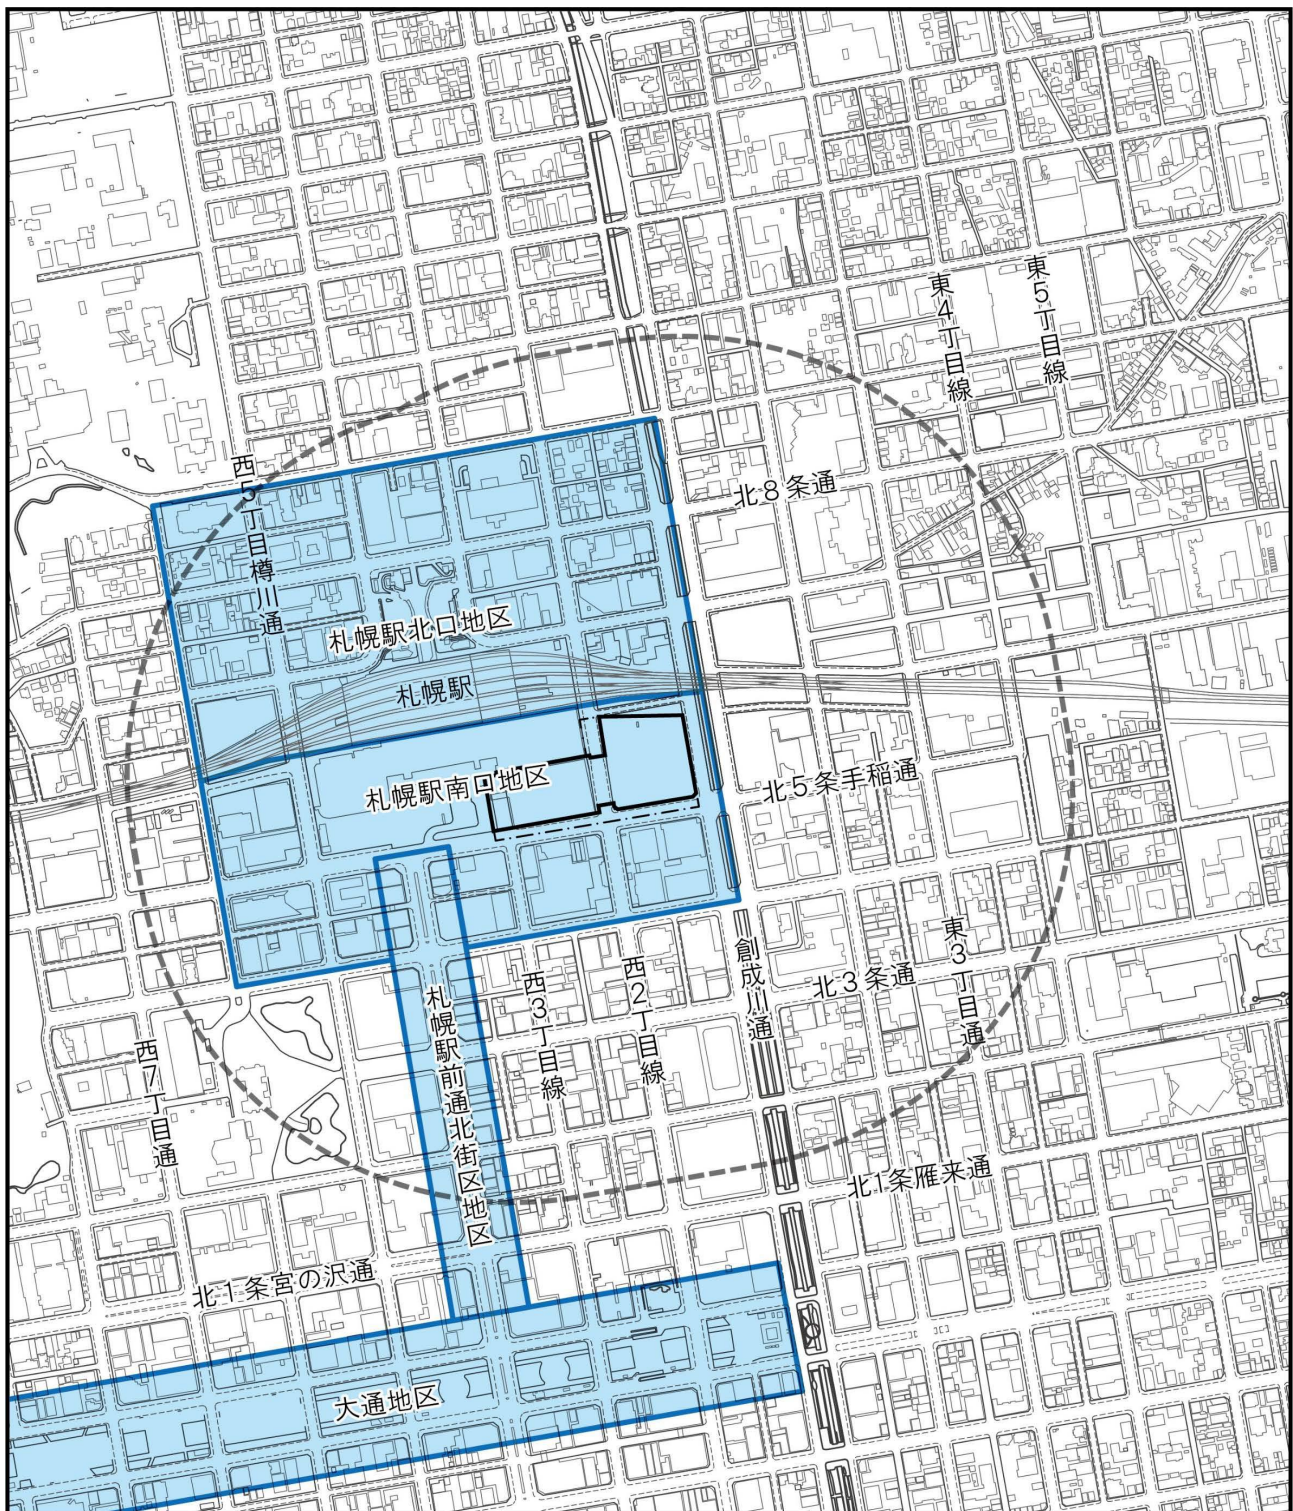 東4丁目線
東5丁目線
西5丁目樽川通
北8条通
札幌駅北口地区
札幌駅
札幌駅南口地区
北5条手稲通
創成川通
北3条通
東3丁目通
西2丁目線
西3丁目線
札幌駅前通北街区地区
西7丁目通
北1条雁来通
北1条宮の沢通
大通地区